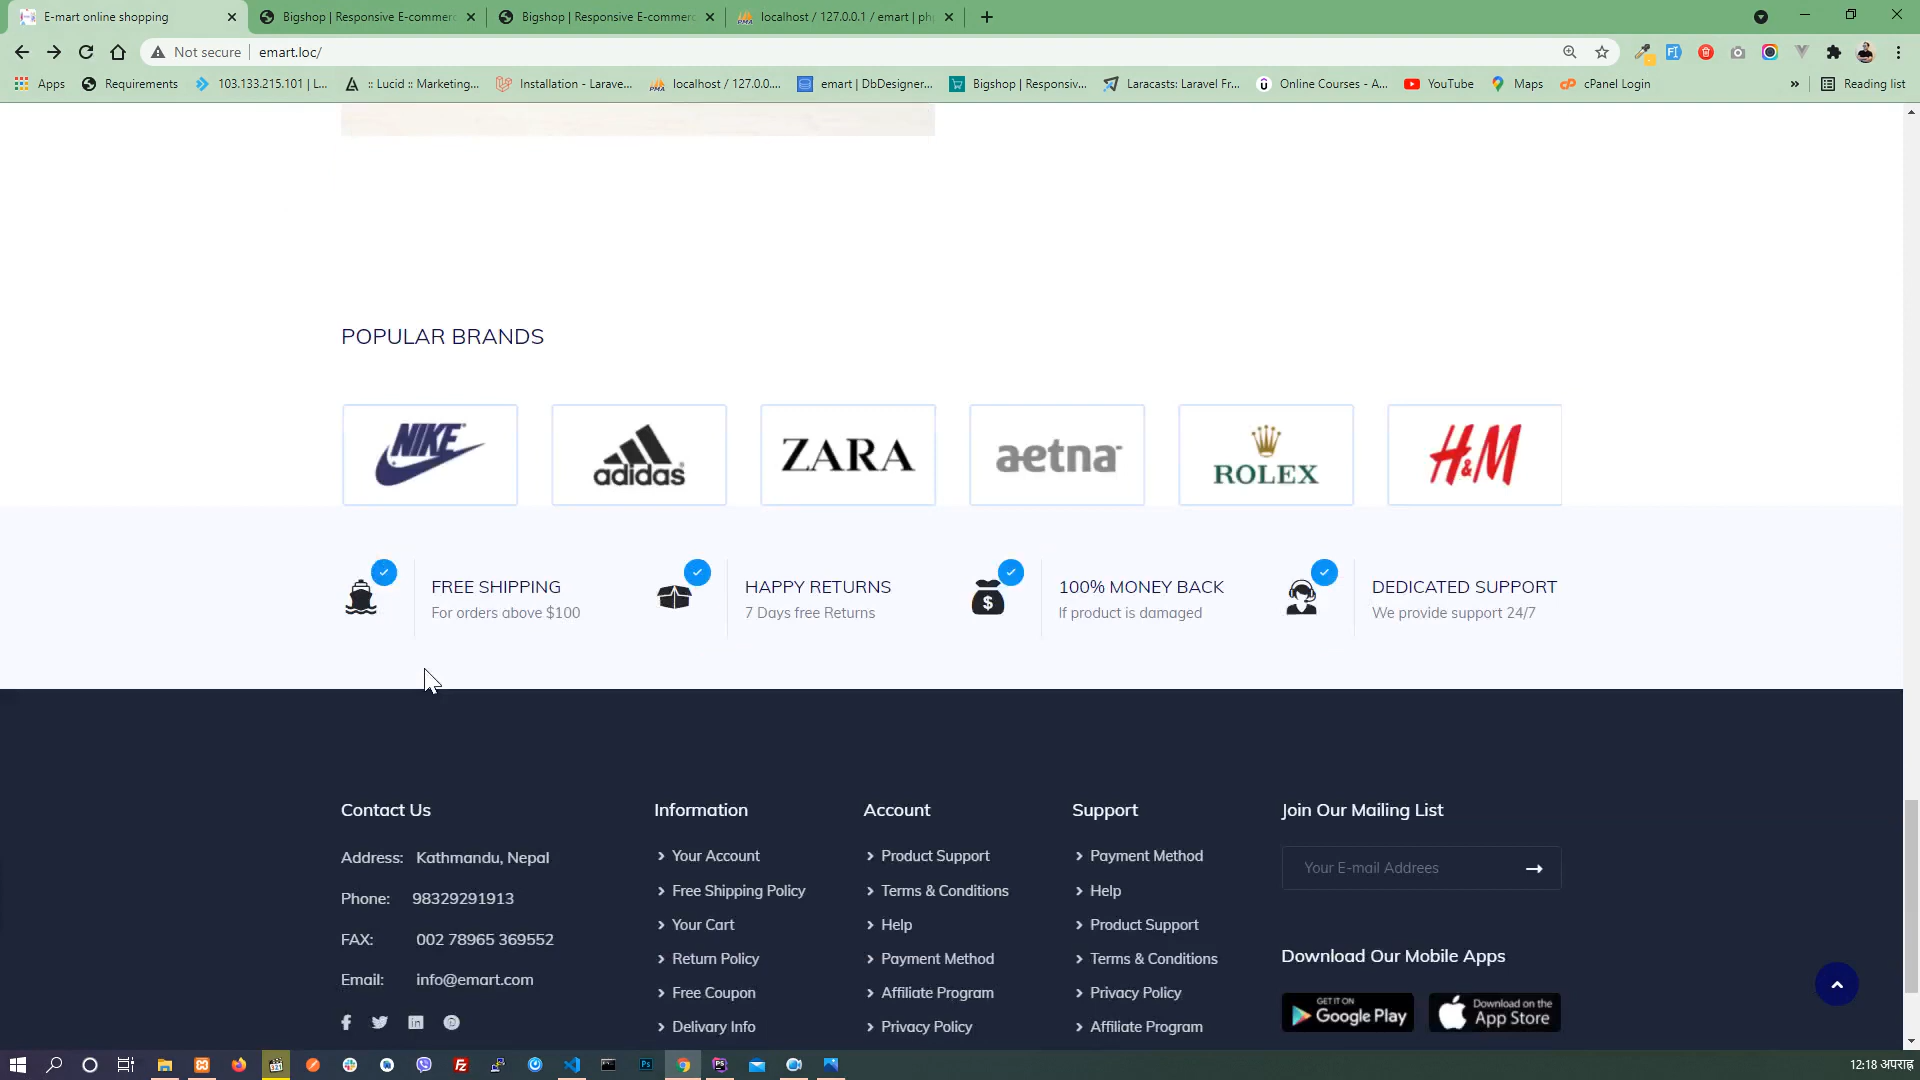 E-mart online shopping
Bigshop | Responsive E-commerc
Bigshop | Responsive E-commerc
localhost / 127.0.0.1 / emart | ph
Not secure
emart.loc/
Apps
Requirements
103.133.215.101 | L...
:: Lucid :: Marketing...
Installation - Larave...
localhost / 127.0.0....
emart | DbDesigner...
Bigshop | Responsiv...
Laracasts: Laravel Fr...
Online Courses - A...
YouTube
Maps
cPanel Login
»
Reading list
POPULAR BRANDS
NIKE
adidas
ZARA
aetna
ROLEX
H&M
FREE SHIPPING
For orders above $100
HAPPY RETURNS
7 Days free Returns
100% MONEY BACK
If product is damaged
DEDICATED SUPPORT
We provide support 24/7
Contact Us
Address: Kathmandu, Nepal
Phone: 98329291913
FAX: 002 78965 369552
Email: info@emart.com
Information
Your Account
Free Shipping Policy
Your Cart
Return Policy
Free Coupon
Delivary Info
Account
Product Support
Terms & Conditions
Help
Payment Method
Affiliate Program
Privacy Policy
Support
Payment Method
Help
Product Support
Terms & Conditions
Privacy Policy
Affiliate Program
Join Our Mailing List
Your E-mail Addrees
Download Our Mobile Apps
GET IT ON
Google Play
Download on the
App Store
12:18 अपराह्न